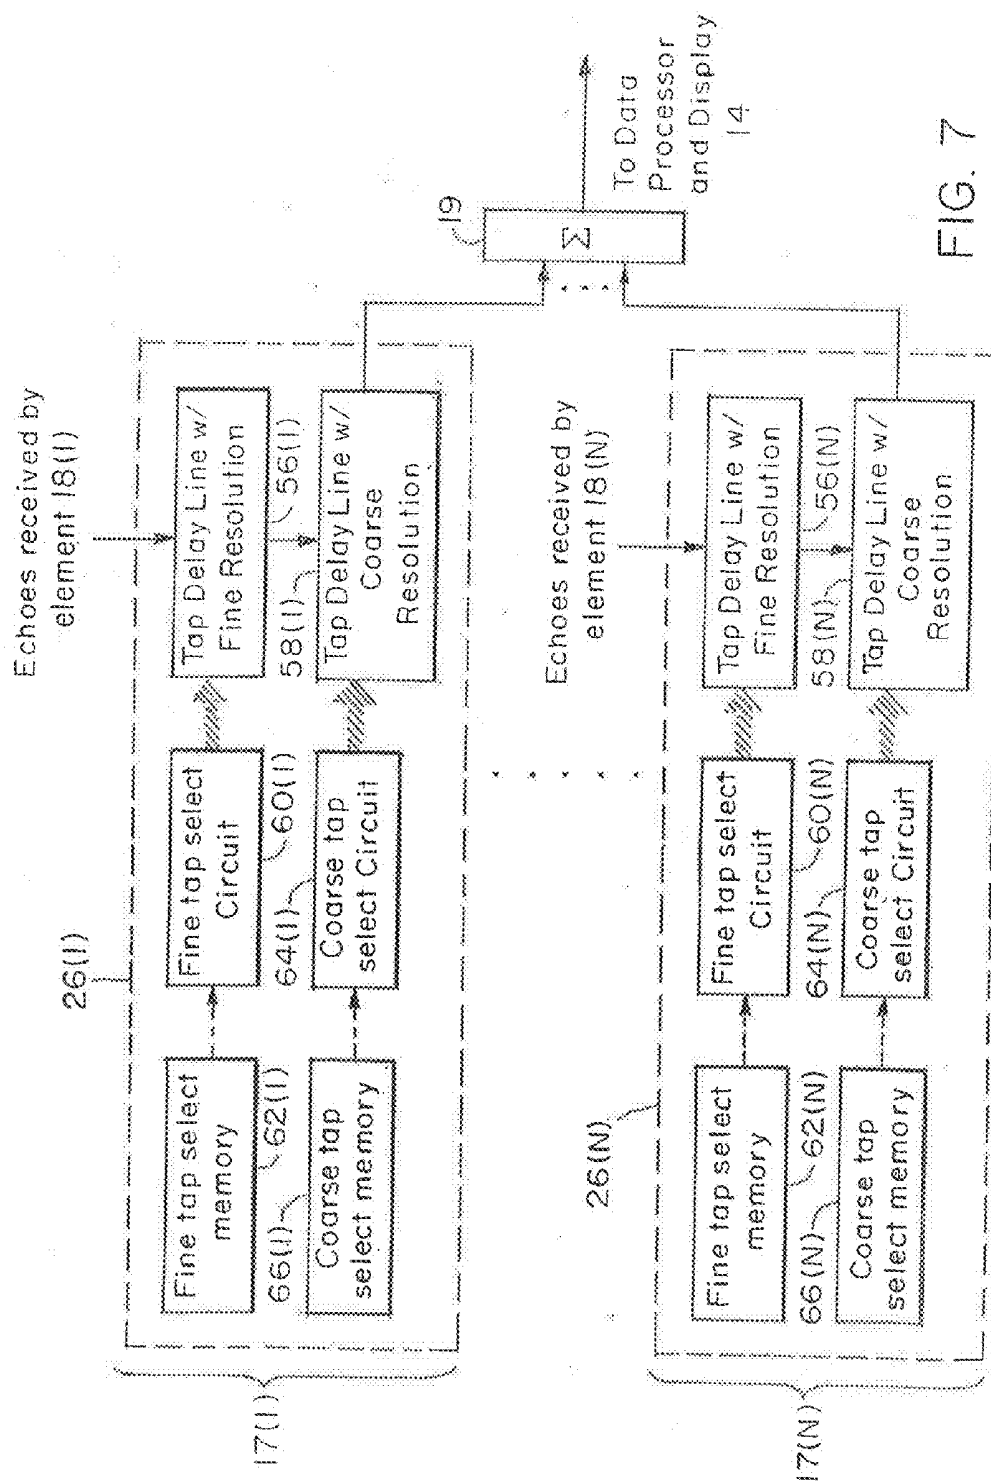 17(1)
26(1)
Fine tap select
memory
62(1)
66(1)
Coarse tap
select memory
Fine tap select
Circuit
60(1)
64(1)
Coarse tap
select Circuit
Echoes received by
element 18(1)
Tap Delay Line w/
Fine Resolution
56(1)
58(1)
Tap Delay Line w/
Coarse
Resolution
19
Σ
To Data
Processor
and Display
14
17(N)
26(N)
Fine tap select
memory
62(N)
66(N)
Coarse tap
select memory
Fine tap select
Circuit
60(N)
64(N)
Coarse tap
select Circuit
Echoes received by
element 18(N)
Tap Delay Line w/
Fine Resolution
56(N)
58(N)
Tap Delay Line w/
Coarse
Resolution
FIG. 7